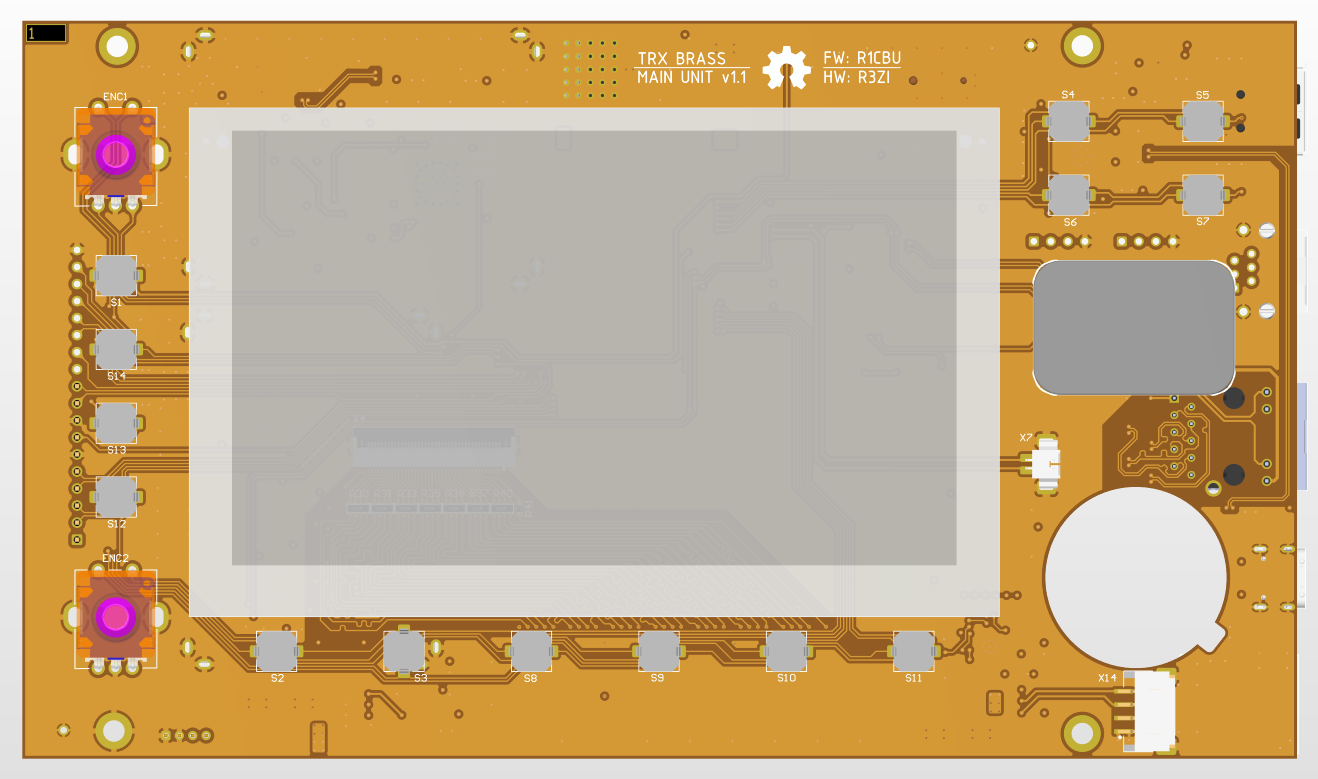 1
TRX BRASS
MAIN UNIT v1.1
FW: R1CBU
HW: R3ZI
ENC1
S4
S5
S6
S7
S1
S14
S13
X7
S12
ENC2
S2
S3
S8
S9
S10
S11
X14